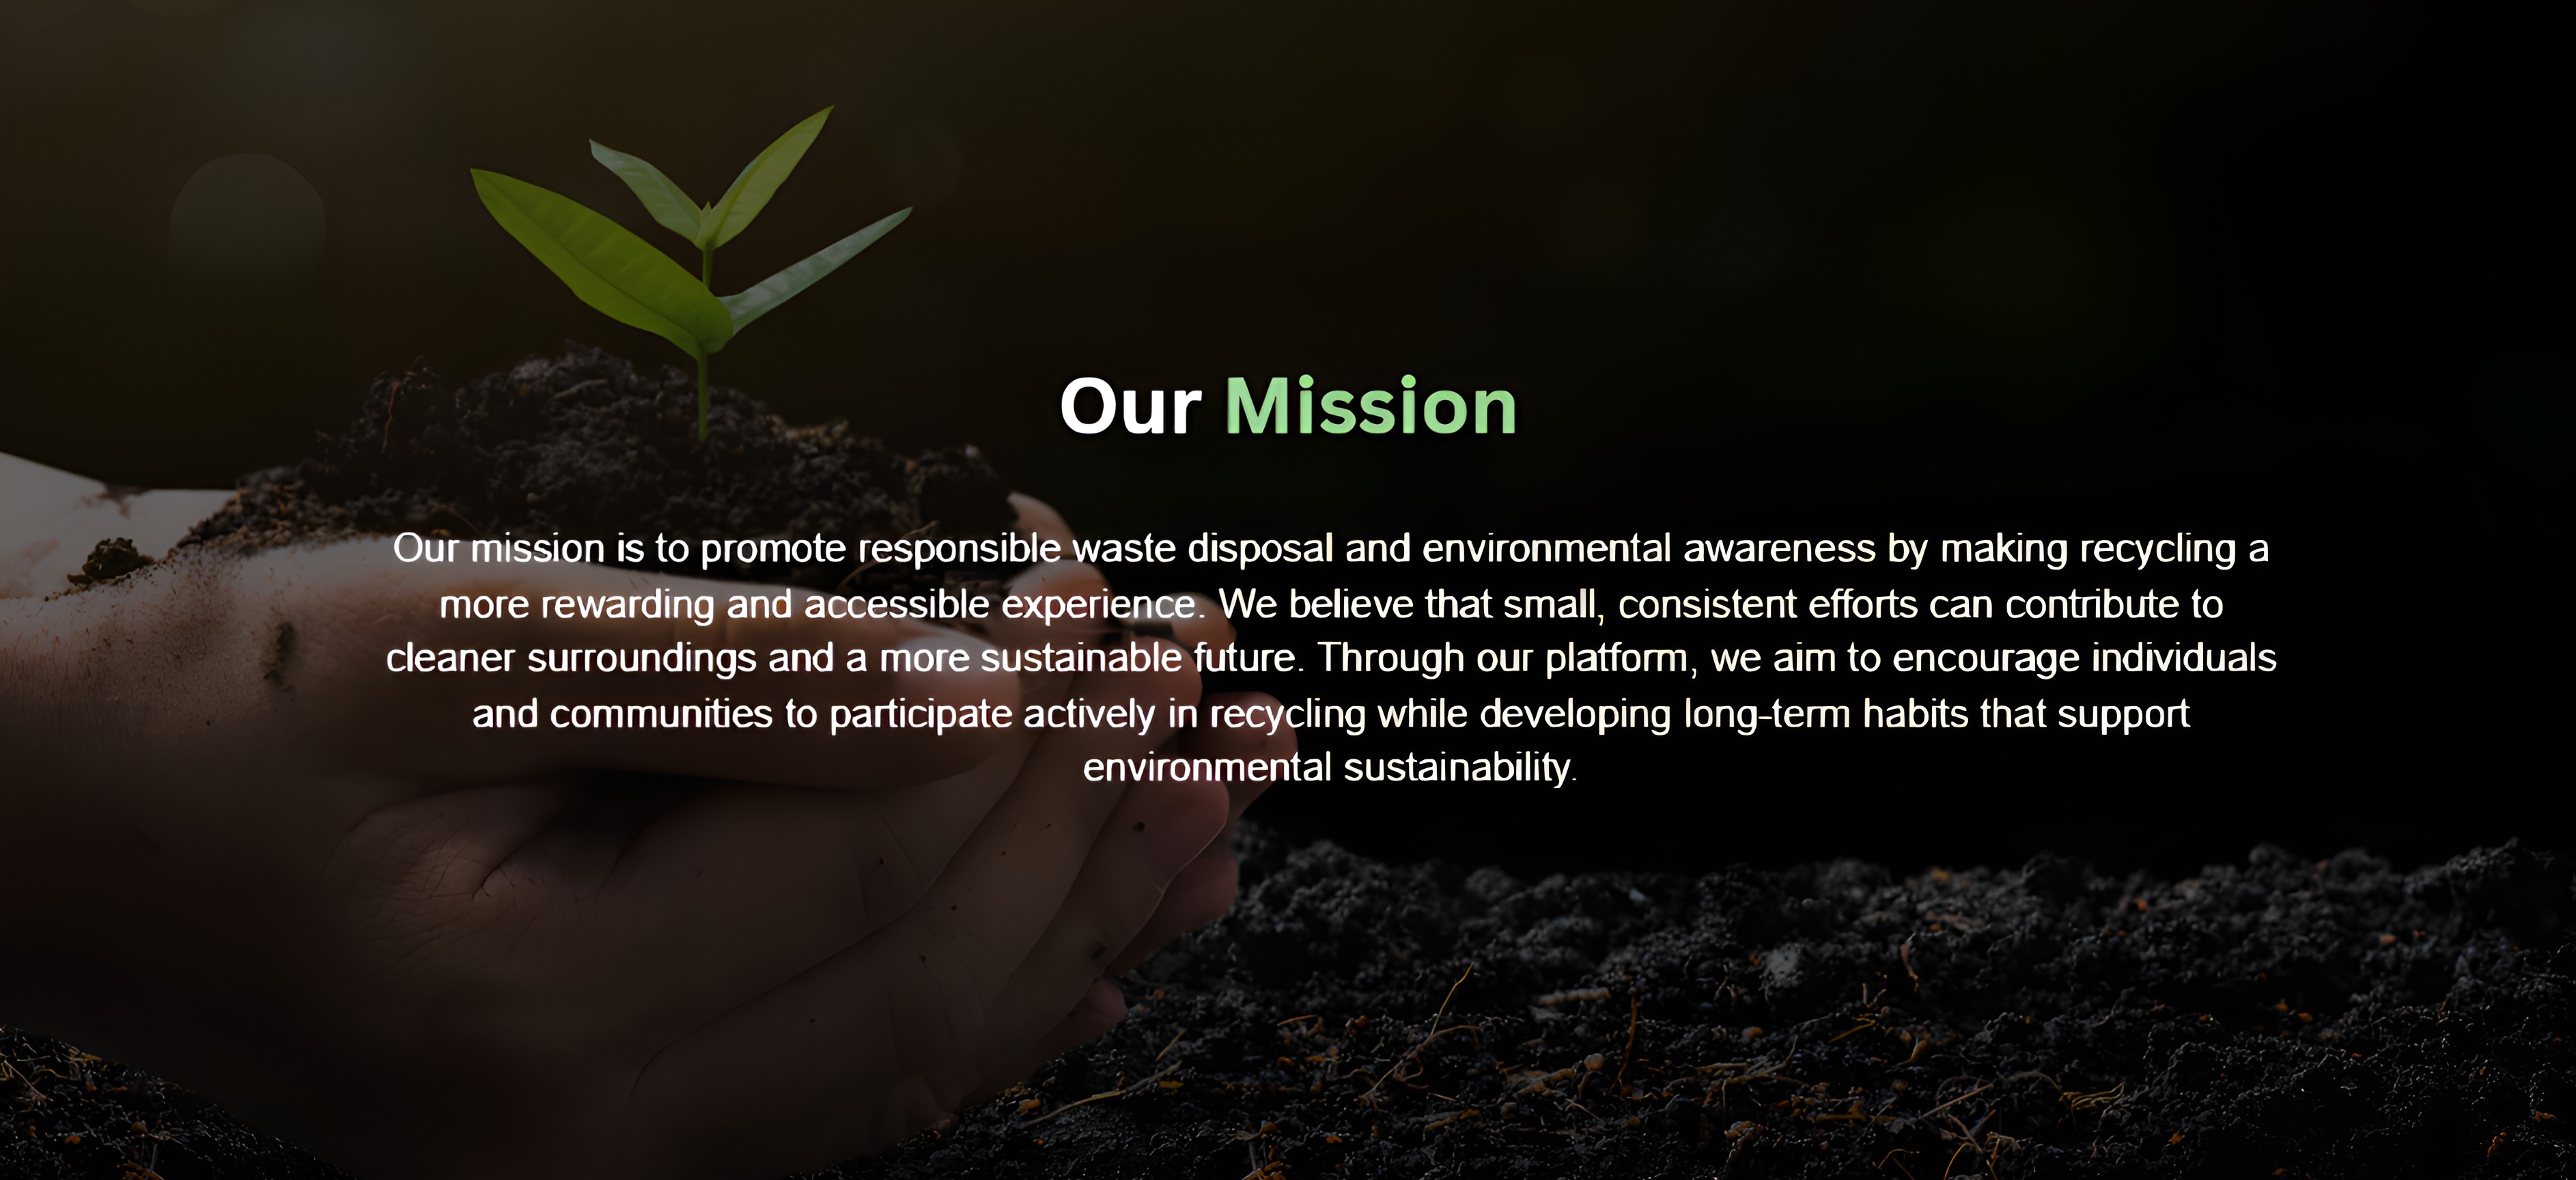 Our Mission
Our mission is to promote responsible waste disposal and environmental awareness by making recycling a
more rewarding and accessible experience. We believe that small, consistent efforts can contribute to
cleaner surroundings and a more sustainable future. Through our platform, we aim to encourage individuals
and communities to participate actively in recycling while developing long-term habits that support
environmental sustainability.